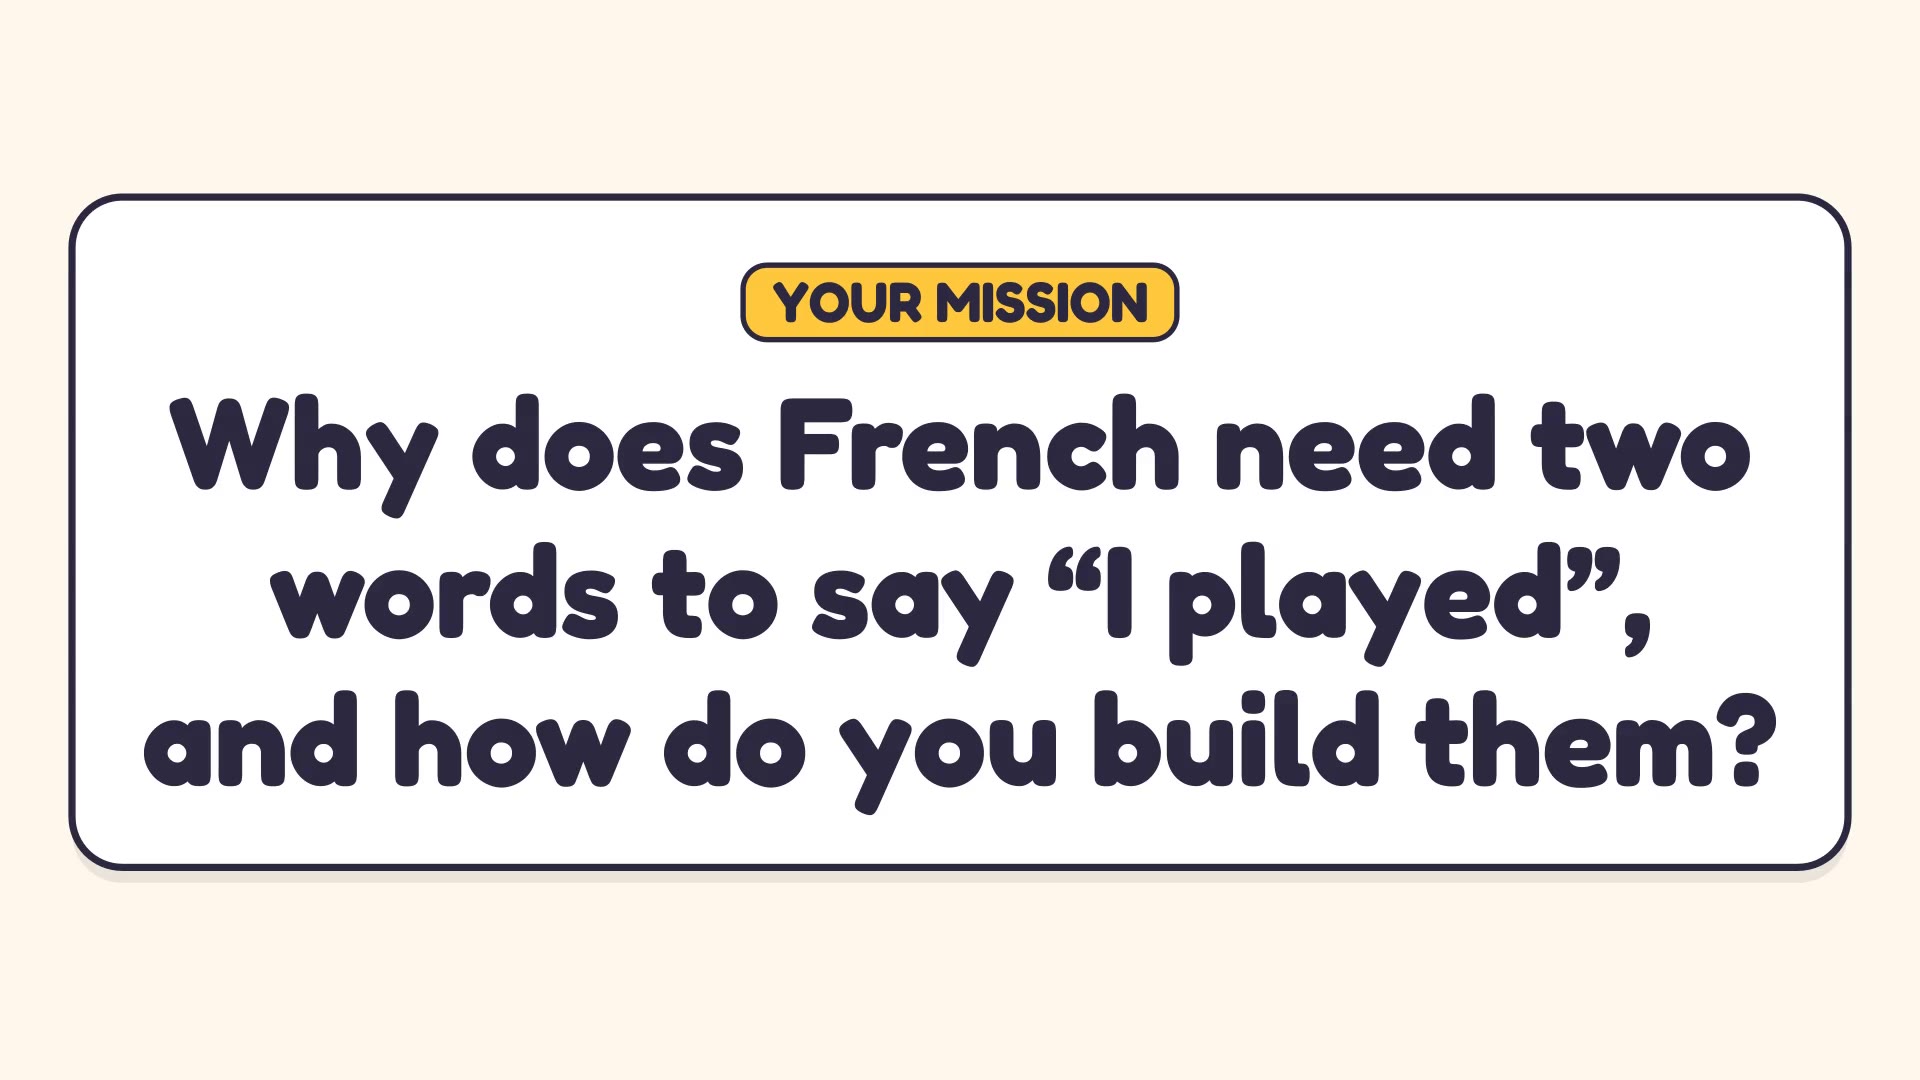 YOUR MISSION
Why does French need two
words to say “I played”,
and how do you build them?